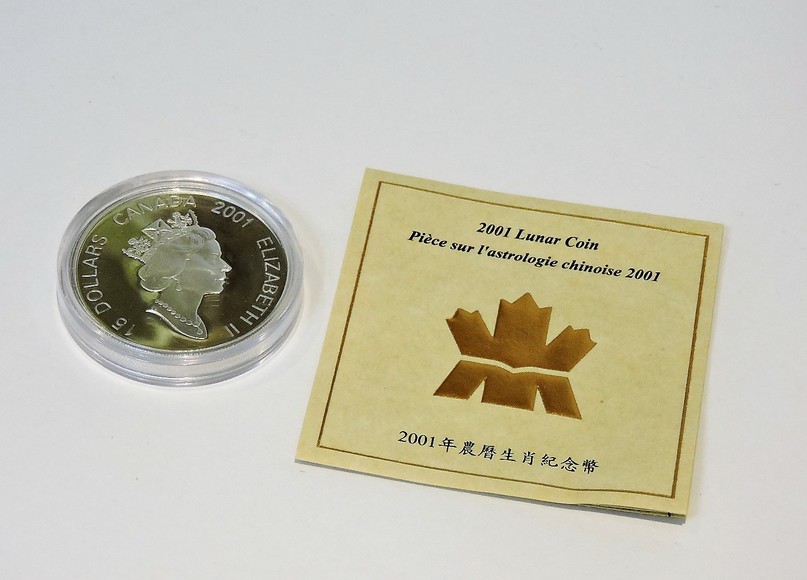 15 DOLLARS CANADA 2001 ELIZABETH II
2001 Lunar Coin
Pièce sur l'astrologie chinoise 2001
2001年農曆生肖紀念幣